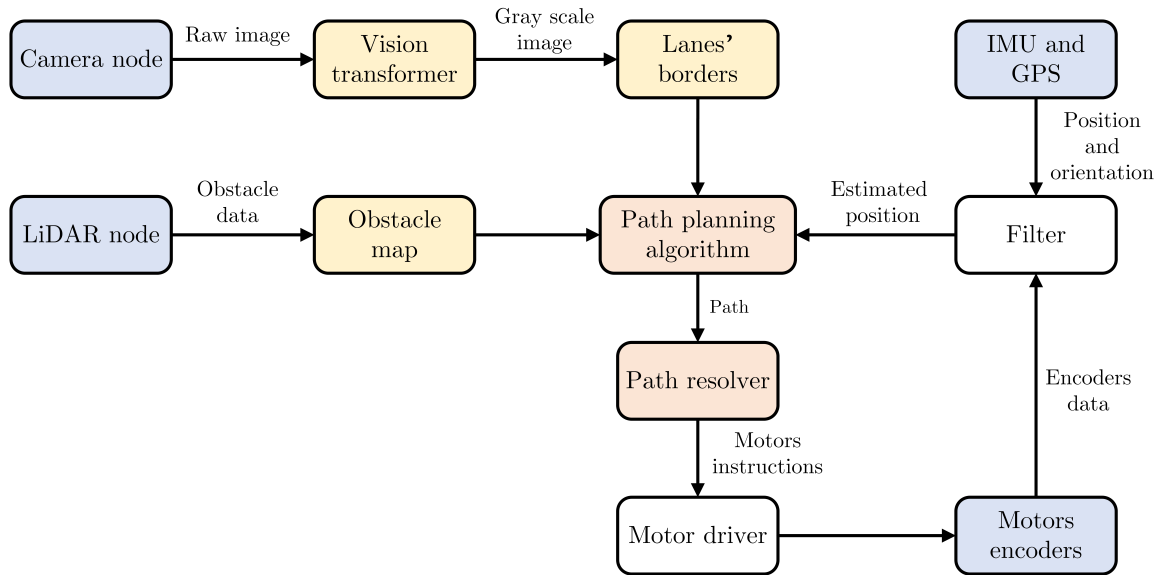 Camera node
Raw image
Vision
transformer
Gray scale
image
Lanes'
borders
IMU and
GPS
Position
and
orientation
LiDAR node
Obstacle
data
Obstacle
map
Path planning
algorithm
Estimated
position
Filter
Path
Path resolver
Encoders
data
Motors
instructions
Motor driver
Motors
encoders